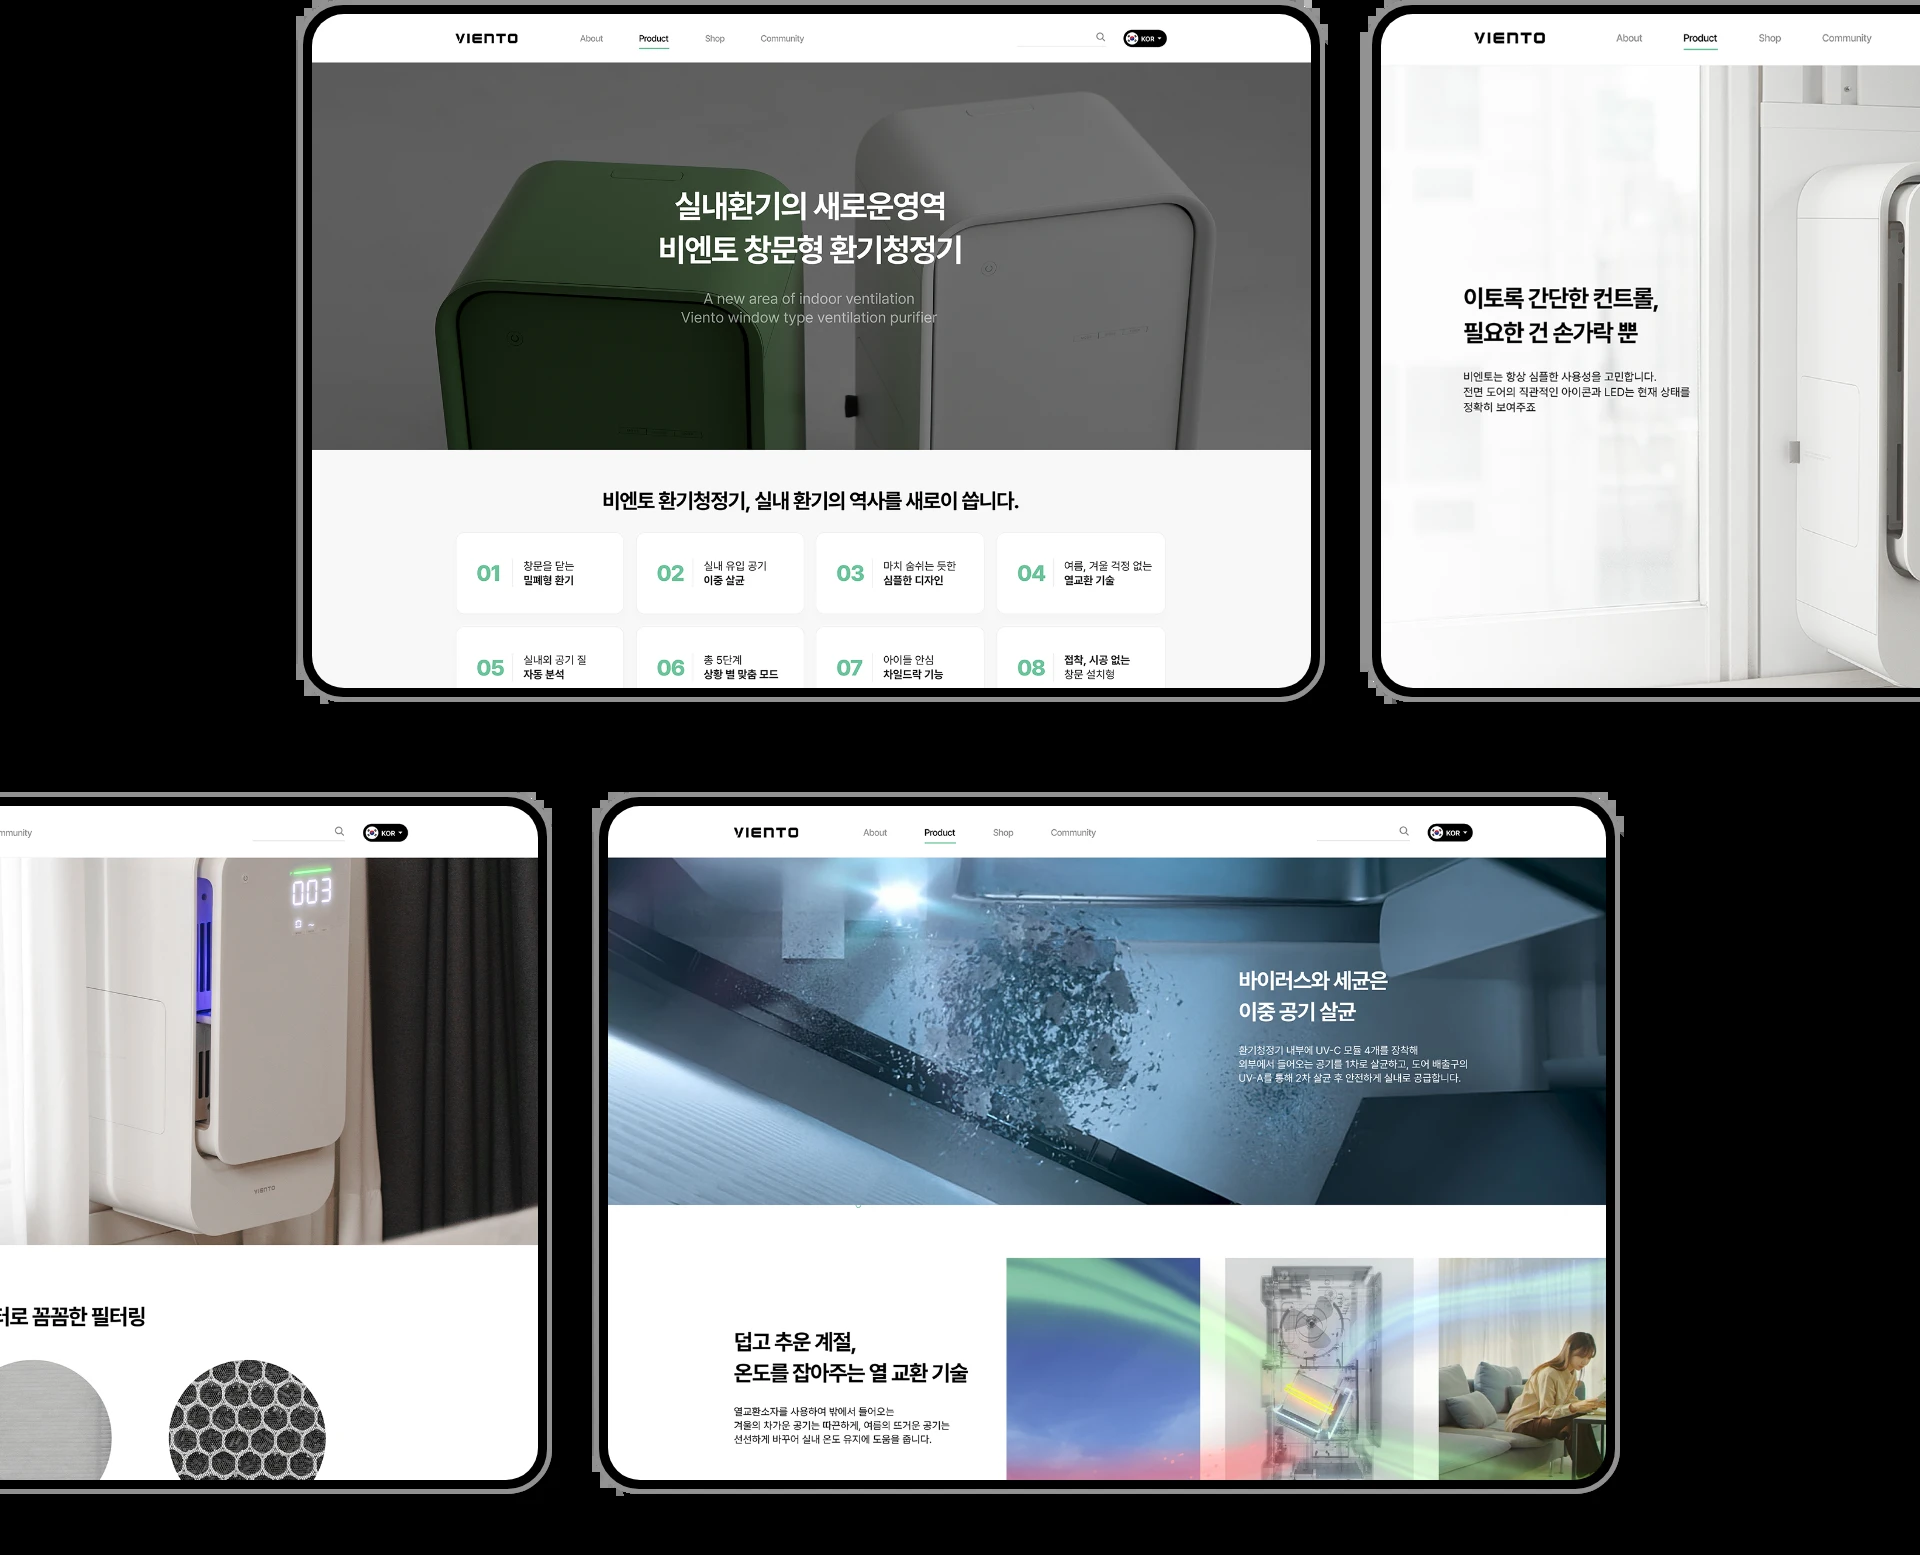 VIENTO
About
Product
Shop
Community
KOR
실내환기의 새로운영역
비엔토 창문형 환기청정기
A new area of indoor ventilation
Viento window type ventilation purifier
비엔토 환기청정기, 실내 환기의 역사를 새로이 씁니다.
01
창문을 닫는
밀폐형 환기
02
실내 유입 공기
이중 살균
03
마치 숨쉬는 듯한
심플한 디자인
04
여름, 겨울 걱정 없는
열교환 기술
05
실내외 공기 질
자동 분석
06
총 5단계
상황 별 맞춤 모드
07
아이들 안심
차일드락 기능
08
접착, 시공 없는
창문 설치형
VIENTO
About
Product
Shop
Community
이토록 간단한 컨트롤,
필요한 건 손가락 뿐
비엔토는 항상 심플한 사용성을 고민합니다.
전면 도어의 직관적인 아이콘과 LED는 현재 상태를
정확히 보여주죠
mmunity
KOR
003
VIENTO
터로 꼼꼼한 필터링
VIENTO
About
Product
Shop
Community
KOR
바이러스와 세균은
이중 공기 살균
환기청정기 내부에 UV-C 모듈 4개를 장착해
외부에서 들어오는 공기를 1차로 살균하고, 도어 배출구의
UV-A를 통해 2차 살균 후 안전하게 실내로 공급합니다.
덥고 추운 계절,
온도를 잡아주는 열 교환 기술
열교환소자를 사용하여 밖에서 들어오는
겨울의 차가운 공기는 따끈하게, 여름의 뜨거운 공기는
선선하게 바꾸어 실내 온도 유지에 도움을 줍니다.